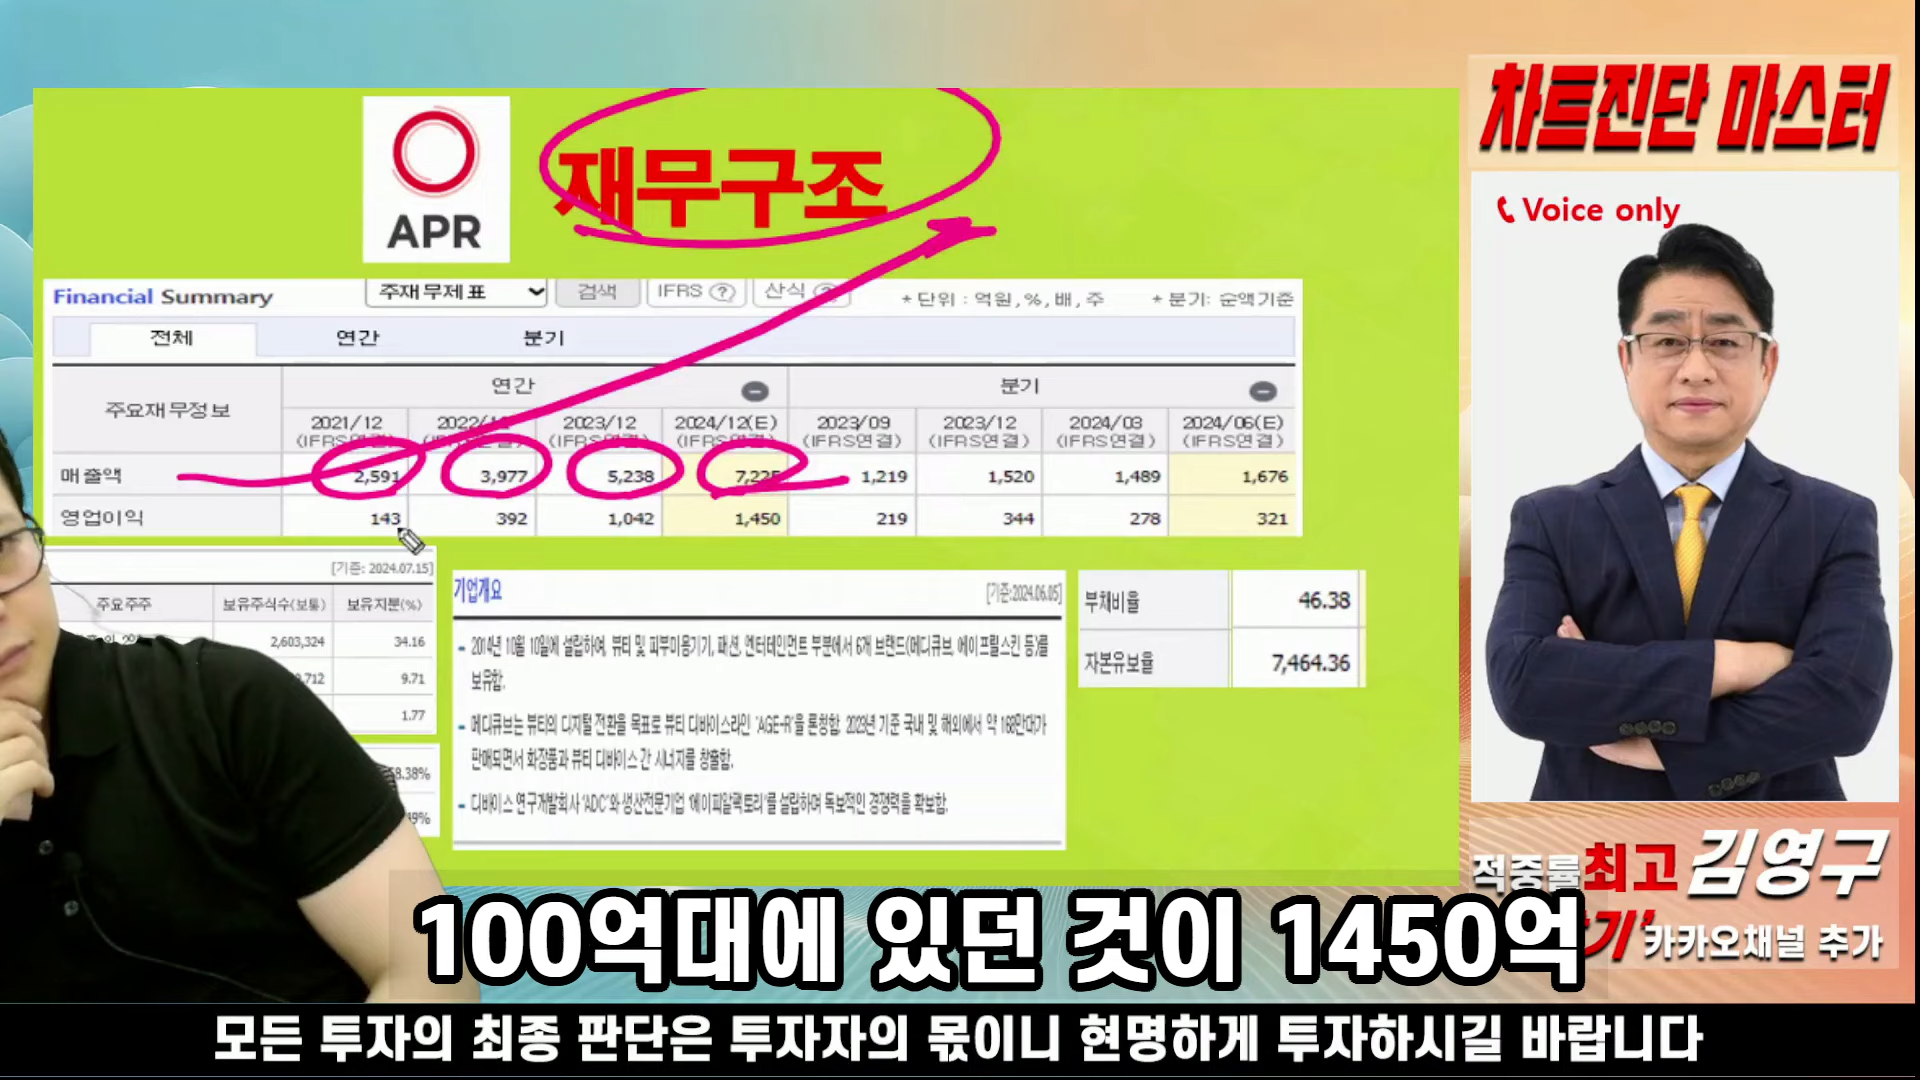 차트진단 마스터
Voice only
APR
재무구조
Financial Summary
주재무제표 검색 IFRS ? 산식 ? * 단위 : 억원, %, 배, 주 * 분기: 순액기준
전체 연간 분기
주요재무정보 연간 분기
2021/12 2023/12 2024/12(E) 2023/09 2023/12 2024/03 2024/06(E)
(IFRS연결) (IFRS연결) (IFRS연결) (IFRS연결) (IFRS연결) (IFRS연결) (IFRS연결) (IFRS연결)
매출액 2,591 3,977 5,238 7,225 1,219 1,520 1,489 1,676
영업이익 143 392 1,042 1,450 219 344 278 321
[기준: 2024.07.15]
주요주주 보유주식수(보통) 보유지분(%)
2,603,324 34.16
9.71
1.77
기업개요 [기준:2024.06.05]
- 2014년 10월 10일에 설립하여, 뷰티 및 피부미용기기, 패션, 엔터테인먼트 부분에서 6개 브랜드(메디큐브, 에이프릴스킨 등)를
보유함.
- 메디큐브는 뷰티의 디지털 전환을 목표로 뷰티 디바이스라인 'AGE-R'을 론칭함. 2023년 기준 국내 및 해외에서 약 168만대가
판매되면서 화장품과 뷰티 디바이스 간 시너지를 창출함.
- 디바이스 연구개발회사 'ADC'와 생산전문기업 '에이피알팩토리'를 설립하며 독보적인 경쟁력을 확보함.
부채비율 46.38
자본유보율 7,464.36
적중률최고 김영구
카카오채널 추가
100억대에 있던 것이 1450억
모든 투자의 최종 판단은 투자자의 몫이니 현명하게 투자하시길 바랍니다